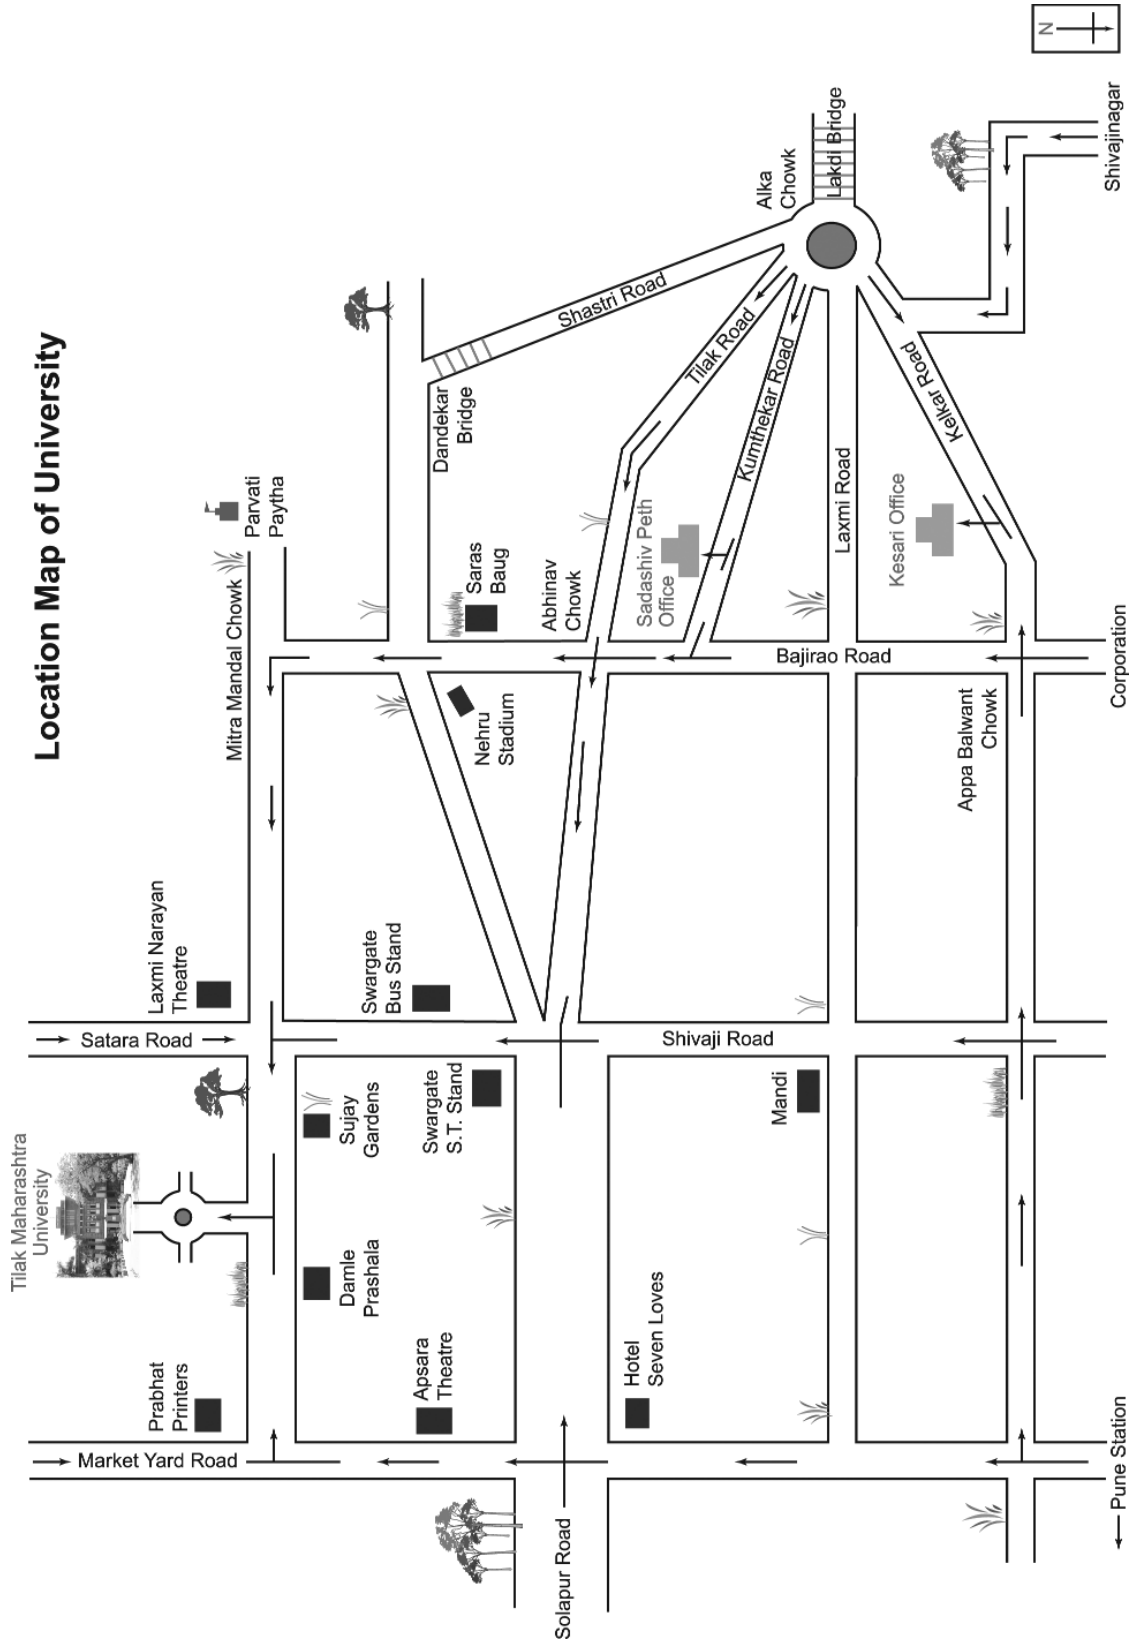 Location Map of University
N
Tilak Maharashtra
University
Prabhat
Printers
Market Yard Road
Satara Road
Laxmi Narayan
Theatre
Mitra Mandal Chowk
Parvati
Paytha
Sujay
Gardens
Damle
Prashala
Swargate
S.T. Stand
Apsara
Theatre
Swargate
Bus Stand
Nehru
Stadium
Saras
Baug
Dandekar
Bridge
Abhinav
Chowk
Shastri Road
Tilak Road
Kumthekar Road
Laxmi Road
Kelkar Road
Alka
Chowk
Lakdi Bridge
Sadashiv Peth
Office
Kesari Office
Bajirao Road
Shivaji Road
Appa Balwant
Chowk
Mandi
Hotel
Seven Loves
Solapur Road
Shivajinagar
Corporation
Pune Station